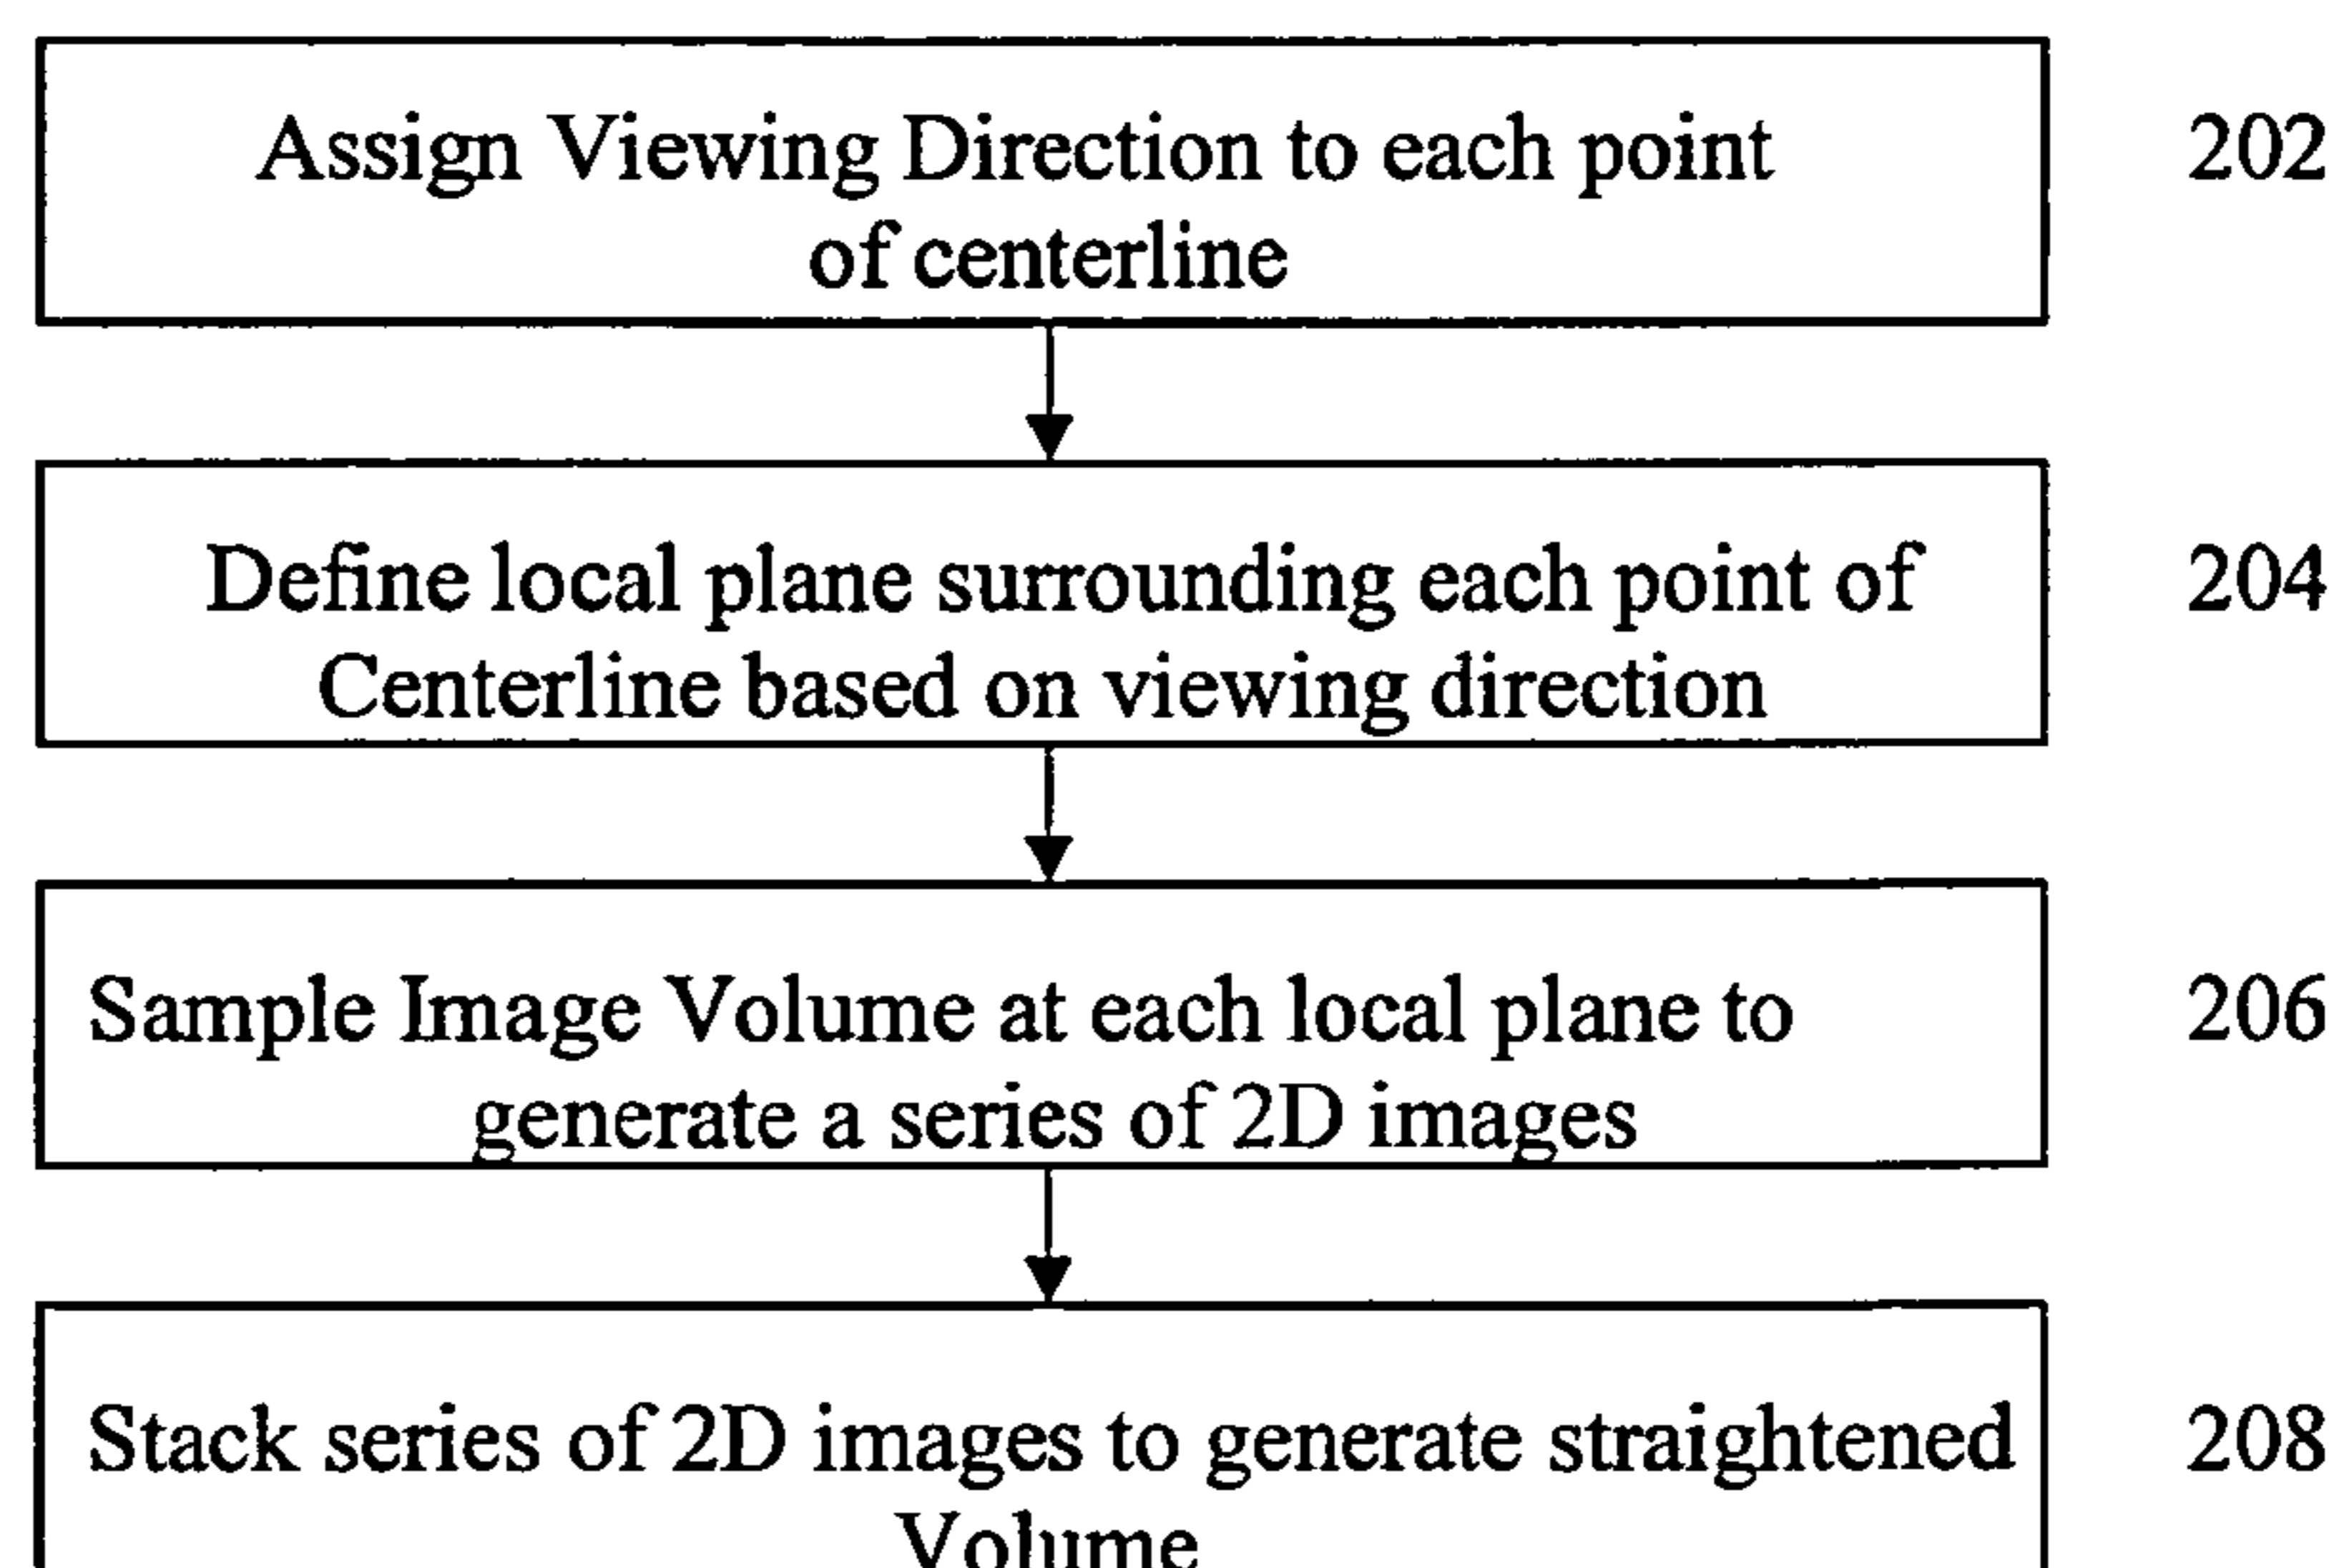 Assign Viewing Direction to each point
of centerline
202
Define local plane surrounding each point of
Centerline based on viewing direction
204
Sample Image Volume at each local plane to
generate a series of 2D images
206
Stack series of 2D images to generate straightened
Volume
208